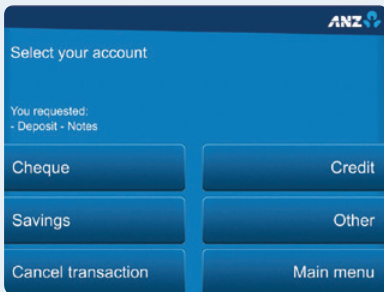 ANZ
Select your account
You requested:
- Deposit - Notes
Cheque
Credit
Savings
Other
Cancel transaction
Main menu